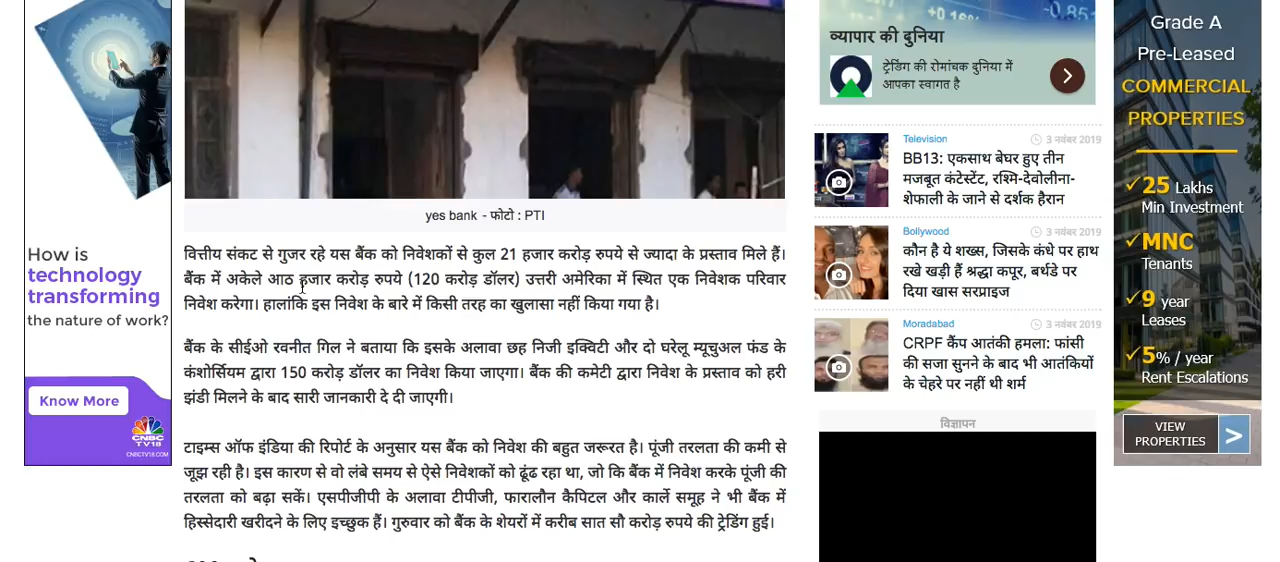 How is
technology
transforming
the nature of work?
Know More
CNBC
TV18
CNBCTV18.COM
yes bank - फोटो : PTI
वित्तीय संकट से गुजर रहे यस बैंक को निवेशकों से कुल 21 हजार करोड़ रुपये से ज्यादा के प्रस्ताव मिले हैं।
बैंक में अकेले आठ हजार करोड़ रुपये (120 करोड़ डॉलर) उत्तरी अमेरिका में स्थित एक निवेशक परिवार
निवेश करेगा। हालांकि इस निवेश के बारे में किसी तरह का खुलासा नहीं किया गया है।
बैंक के सीईओ रवनीत गिल ने बताया कि इसके अलावा छह निजी इक्विटी और दो घरेलू म्यूचुअल फंड के
कंशोर्सियम द्वारा 150 करोड़ डॉलर का निवेश किया जाएगा। बैंक की कमेटी द्वारा निवेश के प्रस्ताव को हरी
झंडी मिलने के बाद सारी जानकारी दे दी जाएगी।
टाइम्स ऑफ इंडिया की रिपोर्ट के अनुसार यस बैंक को निवेश की बहुत जरूरत है। पूंजी तरलता की कमी से
जूझ रही है। इस कारण से वो लंबे समय से ऐसे निवेशकों को ढूंढ रहा था, जो कि बैंक में निवेश करके पूंजी की
तरलता को बढ़ा सकें। एसपीजीपी के अलावा टीपीजी, फारालौन कैपिटल और कार्ले समूह ने भी बैंक में
हिस्सेदारी खरीदने के लिए इच्छुक हैं। गुरुवार को बैंक के शेयरों में करीब सात सौ करोड़ रुपये की ट्रेडिंग हुई।
+0.16%
-0.85
व्यापार की दुनिया
ट्रेडिंग की रोमांचक दुनिया में
आपका स्वागत है
Television 3 नवंबर 2019
BB13: एकसाथ बेघर हुए तीन
मजबूत कंटेस्टेंट, रश्मि-देवोलीना-
शेफाली के जाने से दर्शक हैरान
Bollywood 3 नवंबर 2019
कौन है ये शख्स, जिसके कंधे पर हाथ
रखे खड़ी हैं श्रद्धा कपूर, बर्थडे पर
दिया खास सरप्राइज
Moradabad 3 नवंबर 2019
CRPF कैंप आतंकी हमला: फांसी
की सजा सुनने के बाद भी आतंकियों
के चेहरे पर नहीं थी शर्म
विज्ञापन
Grade A
Pre-Leased
COMMERCIAL
PROPERTIES
25 Lakhs
Min Investment
MNC
Tenants
9 year
Leases
5% / year
Rent Escalations
VIEW
PROPERTIES